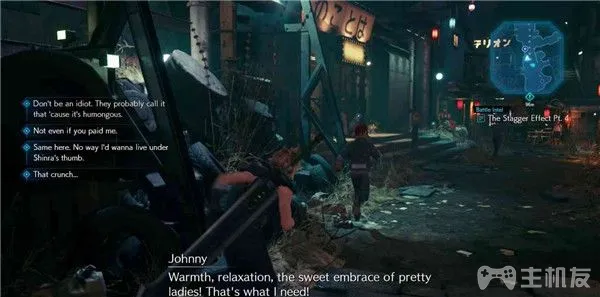 のことは
テリオン
96m
Battle Intel
The Stagger Effect Pt. 4
Don't be an idiot. They probably call it
that 'cause it's humongous.
Not even if you paid me.
Same here. No way I'd wanna live under
Shinra's thumb.
That crunch...
Johnny
Warmth, relaxation, the sweet embrace of pretty
ladies! That's what I need!
主机友